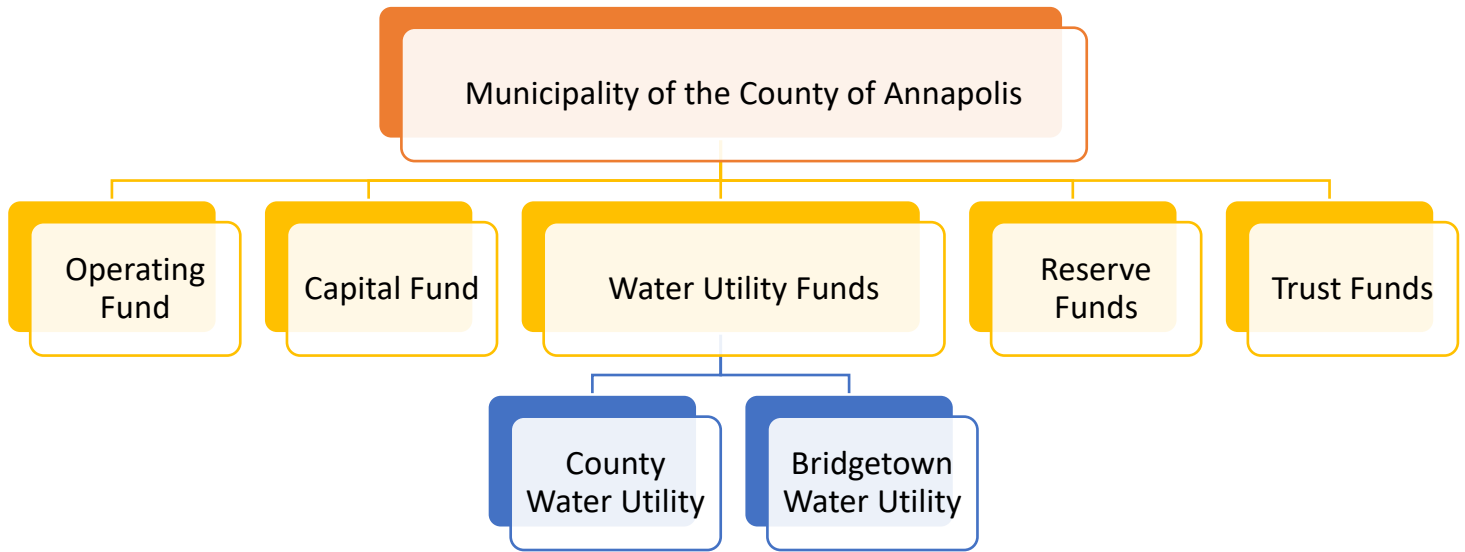 Municipality of the County of Annapolis
Operating
Fund
Capital Fund
Water Utility Funds
Reserve
Funds
Trust Funds
County
Water Utility
Bridgetown
Water Utility